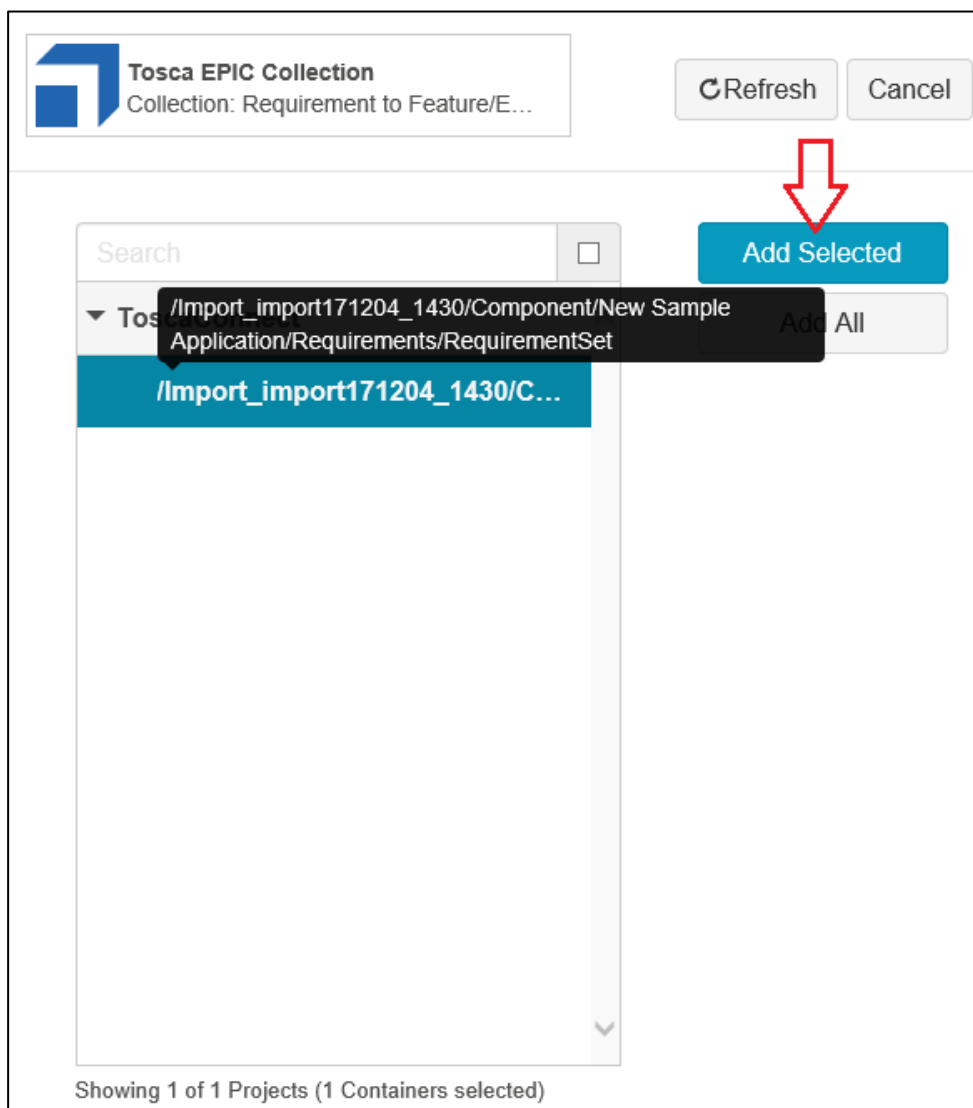 Tosca EPIC Collection
Collection: Requirement to Feature/E...
Refresh
Cancel
Search
Add Selected
ToscaConnect
/Import_import171204_1430/Component/New Sample
Application/Requirements/RequirementSet
Add All
/Import_import171204_1430/C...
Showing 1 of 1 Projects (1 Containers selected)